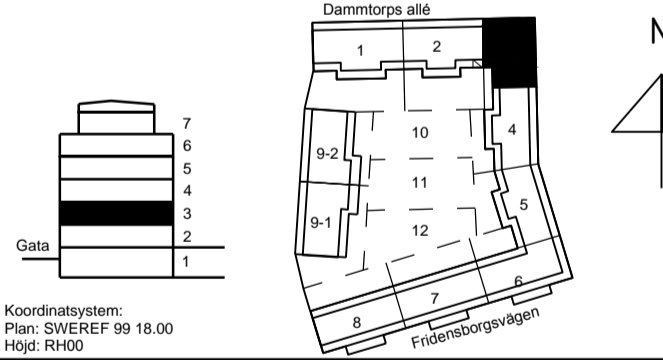 Dammtorps allé
N
1
2
7
6
5
4
3
2
1
Gata
10
4
9-2
11
5
9-1
12
6
7
8
Fridensborgsvägen
Koordinatsystem:
Plan: SWEREF 99 18.00
Höjd: RH00